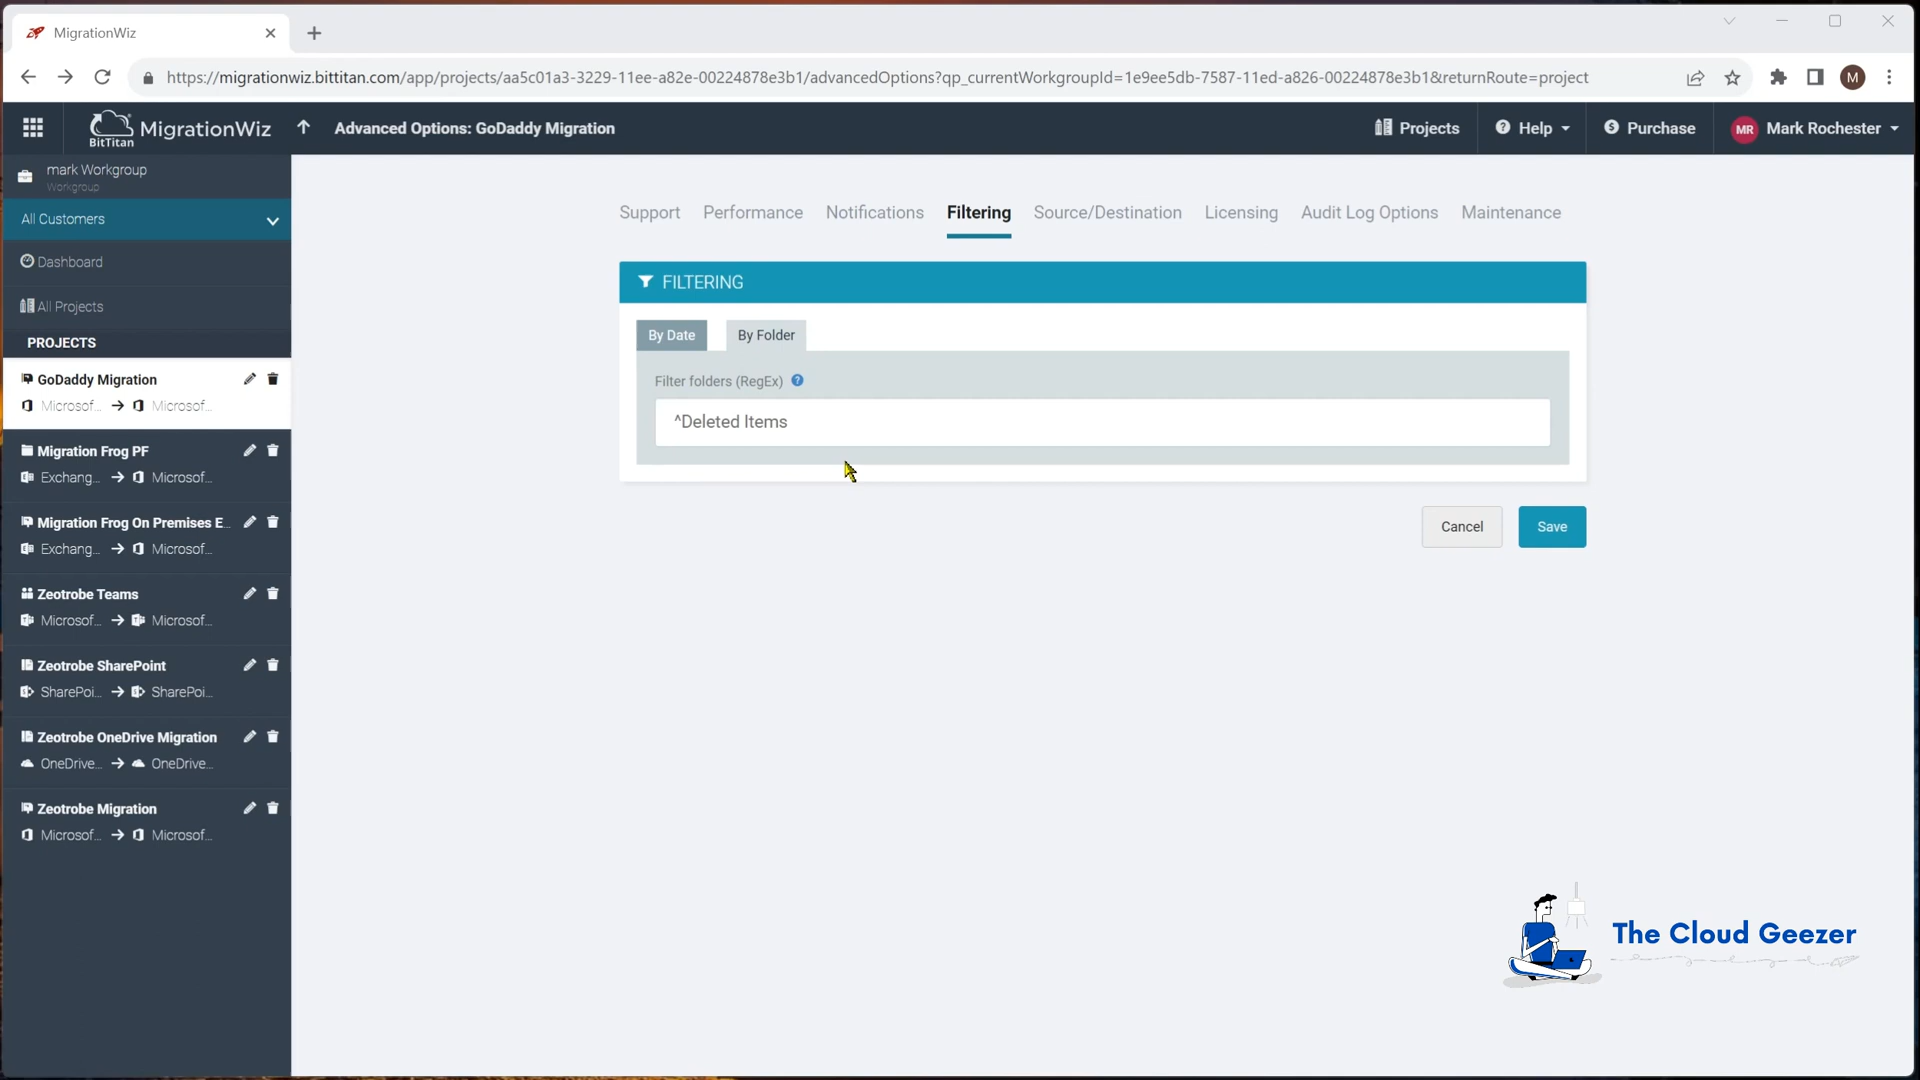 MigrationWiz
https://migrationwiz.bittitan.com/app/projects/aa5c01a3-3229-11ee-a82e-00224878e3b1/advancedOptions?qp_currentWorkgroupId=1e9ee5db-7587-11ed-a826-00224878e3b1&returnRoute=project
M
BitTitan MigrationWiz
Advanced Options: GoDaddy Migration
Projects
Help
Purchase
MR
Mark Rochester
mark Workgroup
Workgroup
All Customers
Dashboard
All Projects
PROJECTS
GoDaddy Migration
Microsof... Microsof...
Migration Frog PF
Exchang... Microsof...
Migration Frog On Premises E...
Exchang... Microsof...
Zeotrobe Teams
Microsof... Microsof...
Zeotrobe SharePoint
SharePoi... SharePoi...
Zeotrobe OneDrive Migration
OneDrive... OneDrive...
Zeotrobe Migration
Microsof... Microsof...
Support Performance Notifications Filtering Source/Destination Licensing Audit Log Options Maintenance
FILTERING
By Date By Folder
Filter folders (RegEx)
^Deleted Items
Cancel Save
The Cloud Geezer